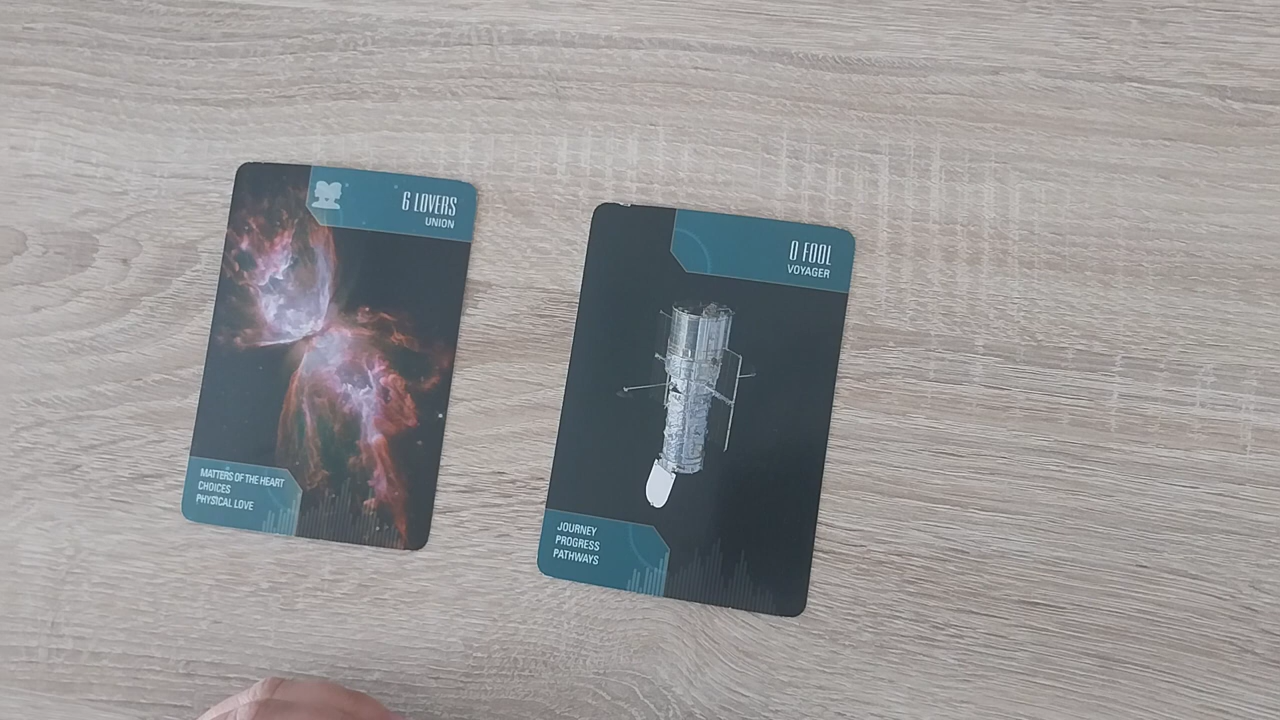 6 LOVERS
UNION
MATTERS OF THE HEART
CHOICES
PHYSICAL LOVE
0 FOOL
VOYAGER
JOURNEY
PROGRESS
PATHWAYS